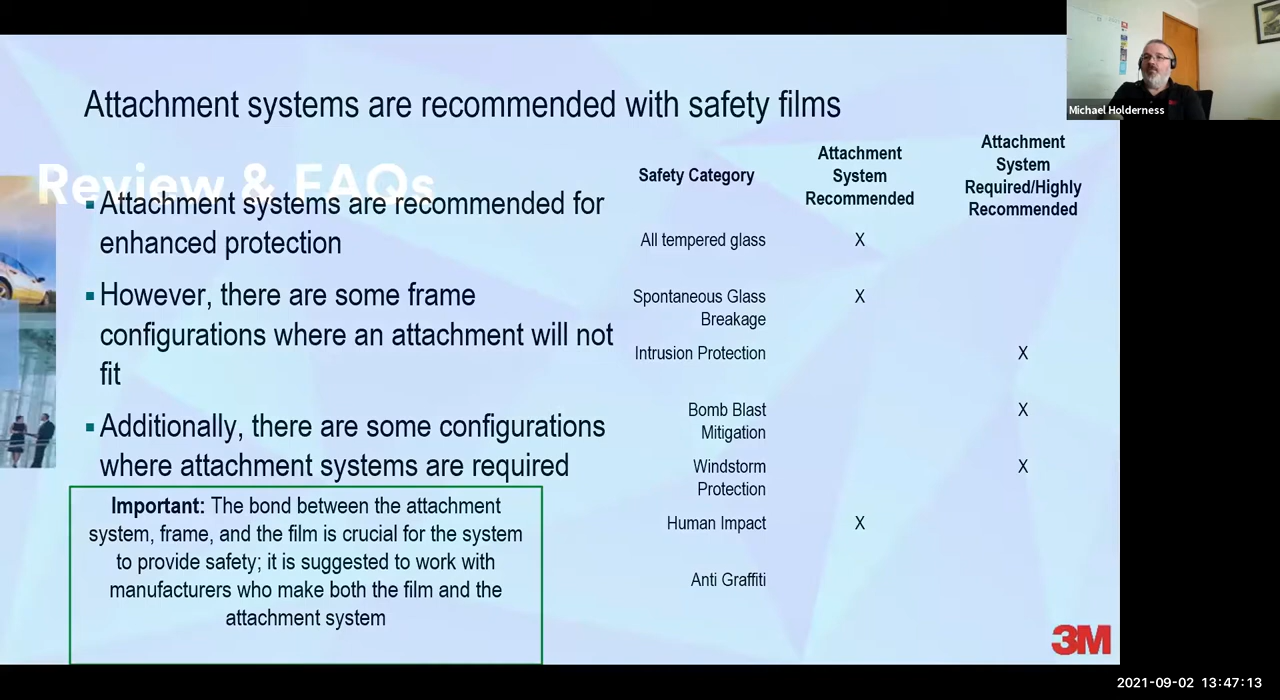 Michael Holderness
Attachment systems are recommended with safety films
Review & FAQs
▪ Attachment systems are recommended for
enhanced protection
▪ However, there are some frame
configurations where an attachment will not
fit
▪ Additionally, there are some configurations
where attachment systems are required
Important: The bond between the attachment
system, frame, and the film is crucial for the system
to provide safety; it is suggested to work with
manufacturers who make both the film and the
attachment system
Safety Category
Attachment
System
Recommended
Attachment
System
Required/Highly
Recommended
All tempered glass X
Spontaneous Glass X
Breakage
Intrusion Protection X
Bomb Blast X
Mitigation
Windstorm X
Protection
Human Impact X
Anti Graffiti
3M
2021-09-02 13:47:13